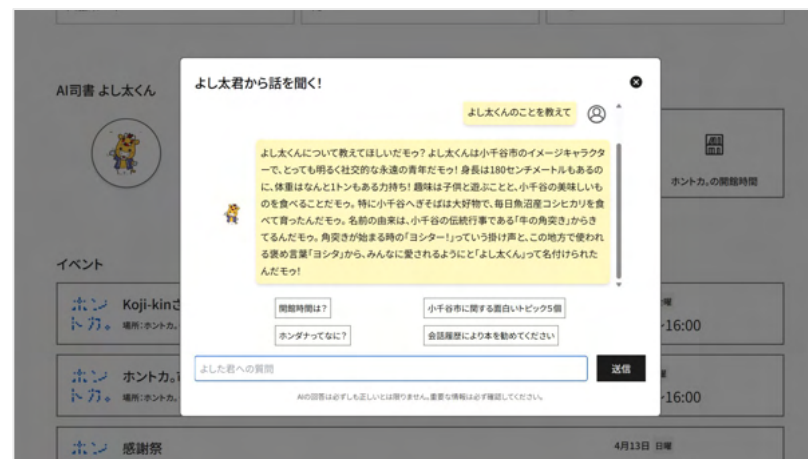 AI司書 よし太くん
よし太君から話を聞く!
よし太くんのことを教えて
よし太くんについて教えてほしいだモゥ? よし太くんは小千谷市のイメージキャラクタ
ーで、とっても明るく社交的な永遠の青年だモゥ! 身長は180センチメートルもあるの
に、体重はなんと1トンもある力持ち! 趣味は子供と遊ぶことと、小千谷の美味しいも
のを食べることだモゥ。特に小千谷へぎそばは大好物で、毎日魚沼産コシヒカリを食
べて育ったんだモゥ。名前の由来は、小千谷の伝統行事である「牛の角突き」からき
てるんだモゥ。角突きが始まる時の「ヨシター!」っていう掛け声と、この地方で使われ
る褒め言葉「ヨシタ」から、みんなに愛されるようにと「よし太くん」って名付けられた
んだモゥ!
開館時間は?
小千谷市に関する面白いトピック5個
ホンダナってなに?
会話履歴により本を勧めてください
よした君への質問
送信
AIの回答は必ずしも正しいとは限りません。重要な情報は必ず確認してください。
ホントカ。の開館時間
イベント
ホン
トカ。
Koji-kin
場所:ホントカ。
16:00
ホン
トカ。
ホントカ。
場所:ホントカ。
16:00
ホン
感謝祭
4月13日 日曜